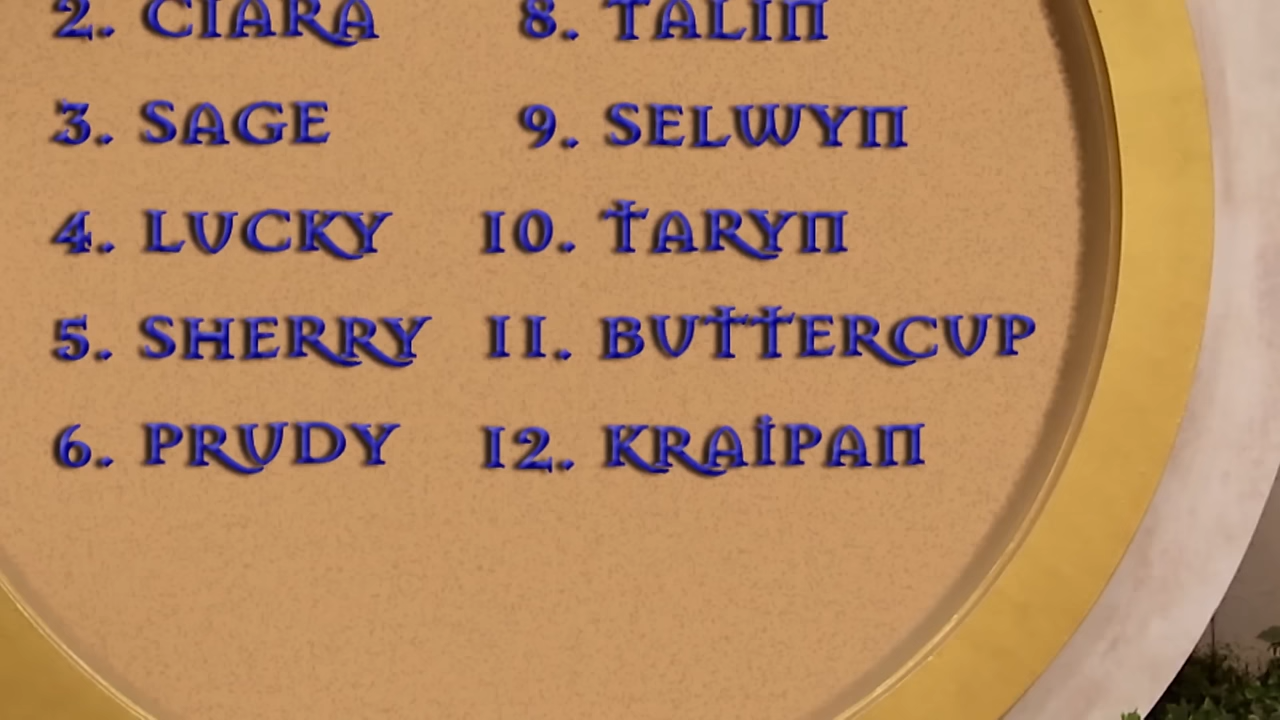 2. CIARA
3. SAGE
4. LUCKY
5. SHERRY
6. PRUDY
8. TALIN
9. SELWYN
10. TARYN
11. BUTTERCUP
12. KRAIPAN